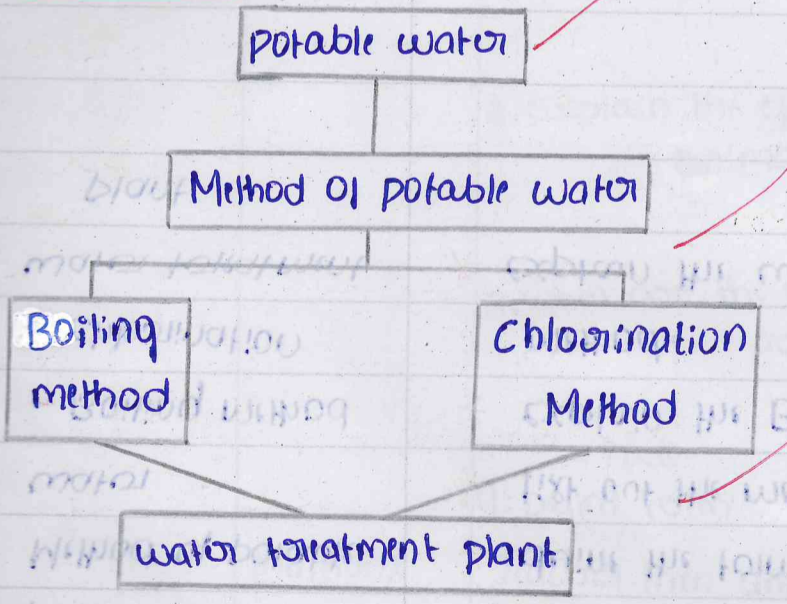 Potable water
Method of potable water
Boiling
method
Chlorination
Method
water treatment plant